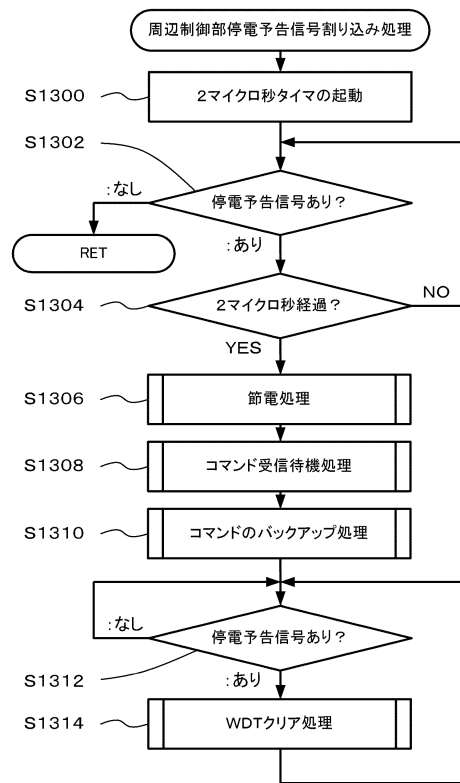 周辺制御部停電予告信号割り込み処理
S1300
2マイクロ秒タイマの起動
S1302
停電予告信号あり?
:なし
RET
:あり
S1304
2マイクロ秒経過?
NO
YES
S1306
節電処理
S1308
コマンド受信待機処理
S1310
コマンドのバックアップ処理
:なし
停電予告信号あり?
S1312
:あり
S1314
WDTクリア処理